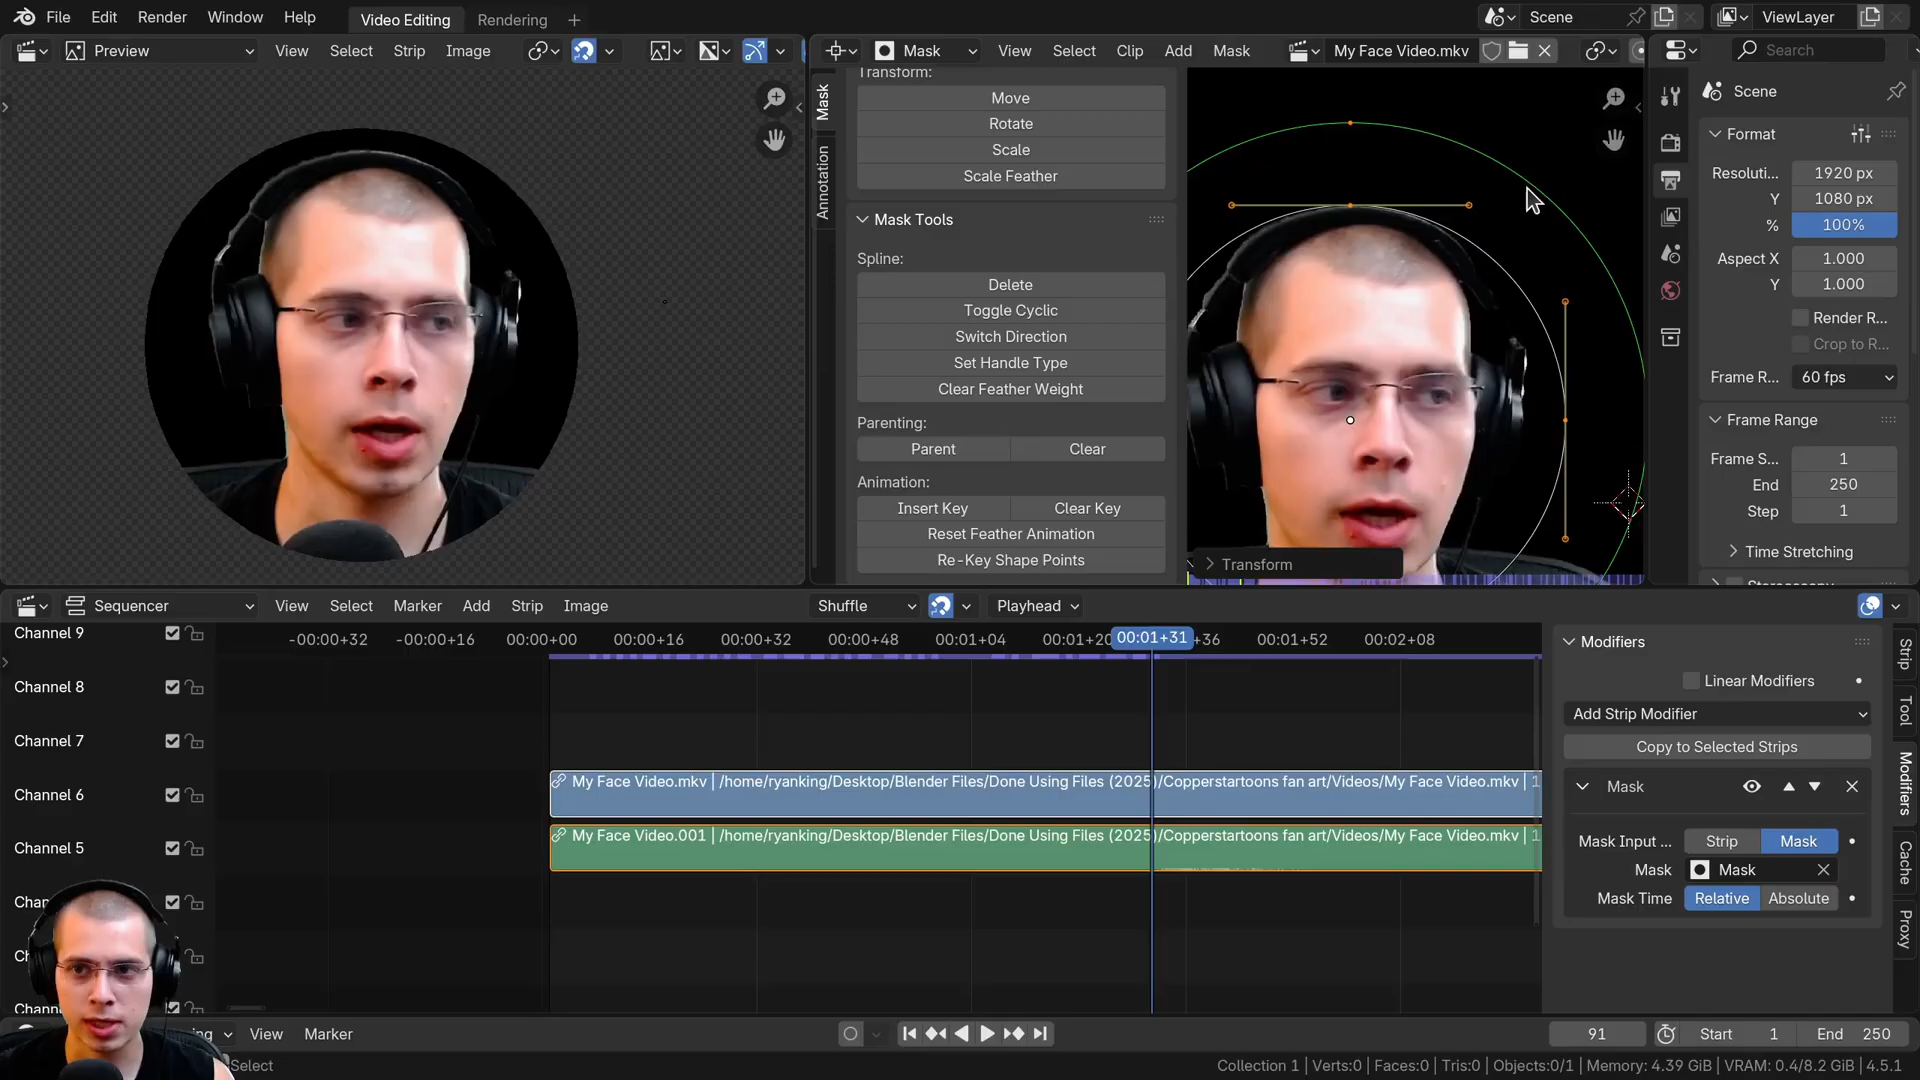 File Edit Render Window Help Video Editing Rendering + Scene ViewLayer
Preview View Select Strip Image
Mask View Select Clip Add Mask My Face Video.mkv
Search
Mask
Annotation
Transform:
Move
Rotate
Scale
Scale Feather
Mask Tools
Spline:
Delete
Toggle Cyclic
Switch Direction
Set Handle Type
Clear Feather Weight
Parenting:
Parent Clear
Animation:
Insert Key Clear Key
Reset Feather Animation
Re-Key Shape Points
Transform
Scene
Format
Resoluti... 1920 px
Y 1080 px
% 100%
Aspect X 1.000
Y 1.000
Render R...
Crop to R...
Frame R... 60 fps
Frame Range
Frame S... 1
End 250
Step 1
Time Stretching
Sequencer View Select Marker Add Strip Image Shuffle Playhead
-00:00+32 -00:00+16 00:00+00 00:00+16 00:00+32 00:00+48 00:01+04 00:01+20 00:01+31 +36 00:01+52 00:02+08
Channel 9
Channel 8
Channel 7
Channel 6
Channel 5
My Face Video.mkv | /home/ryanking/Desktop/Blender Files/Done Using Files (2025)/Copperstartoons fan art/Videos/My Face Video.mkv | 1
My Face Video.001 | /home/ryanking/Desktop/Blender Files/Done Using Files (2025)/Copperstartoons fan art/Videos/My Face Video.mkv | 1
Modifiers
Linear Modifiers
Add Strip Modifier
Copy to Selected Strips
Mask
Mask Input ... Strip Mask
Mask Mask
Mask Time Relative Absolute
Strip
Tool
Modifiers
Cache
Proxy
View Marker
91 Start 1 End 250
Select
Collection 1 | Verts:0 | Faces:0 | Tris:0 | Objects:0/1 | Memory: 4.39 GiB | VRAM: 0.4/8.2 GiB | 4.5.1